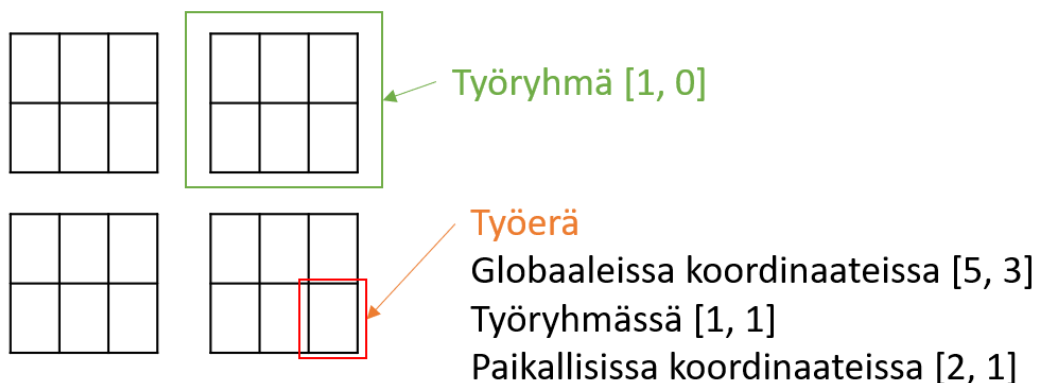 Työryhmä [1, 0]
Työerä
Globaaleissa koordinaateissa [5, 3]
Työryhmässä [1, 1]
Paikallisissa koordinaateissa [2, 1]